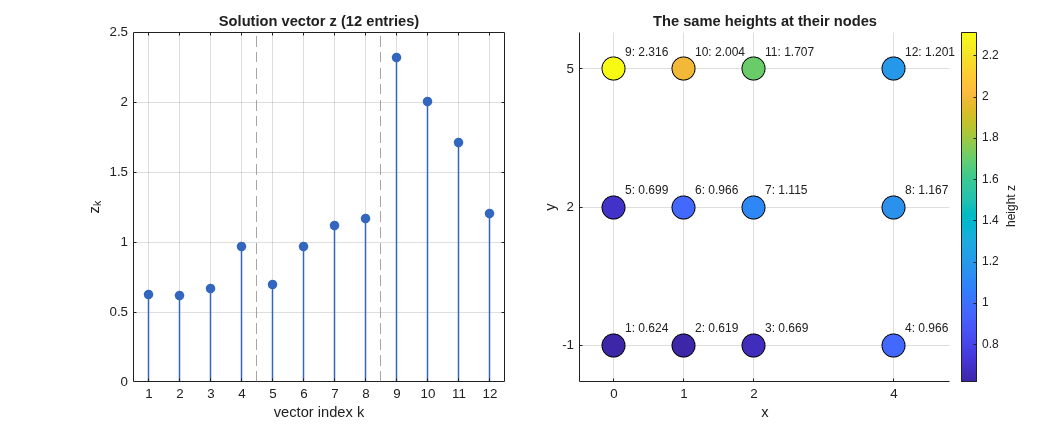 Solution vector z (12 entries)
2.5
2
1.5
1
0.5
0
zk
1 2 3 4 5 6 7 8 9 10 11 12
vector index k
The same heights at their nodes
9: 2.316 10: 2.004 11: 1.707 12: 1.201
5: 0.699 6: 0.966 7: 1.115 8: 1.167
1: 0.624 2: 0.619 3: 0.669 4: 0.966
5
2
-1
y
0 1 2 4
x
2.2
2
1.8
1.6
1.4
1.2
1
0.8
height z